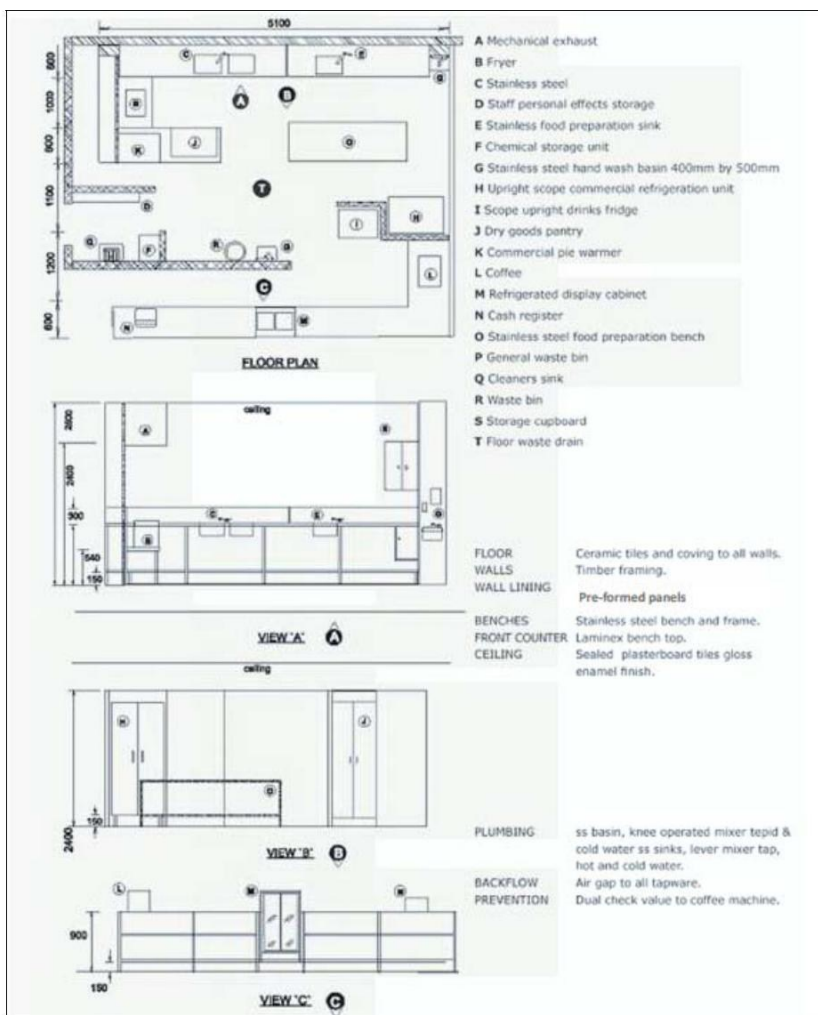 5100
A Mechanical exhaust
B Fryer
C Stainless steel
D Staff personal effects storage
E Stainless food preparation sink
F Chemical storage unit
G Stainless steel hand wash basin 400mm by 500mm
H Upright scope commercial refrigeration unit
I Scope upright drinks fridge
J Dry goods pantry
K Commercial pie warmer
L Coffee
M Refrigerated display cabinet
N Cash register
O Stainless steel food preparation bench
P General waste bin
Q Cleaners sink
R Waste bin
S Storage cupboard
T Floor waste drain
1000
1100
1200
600
C
E
A
B
J
K
O
T
D
H
I
F
R
L
C
N
M
FLOOR PLAN
ceiling
2600
2400
900
540
150
A
C
E
B
VIEW 'A' A
FLOOR Ceramic tiles and coving to all walls.
WALLS Timber framing.
WALL LINING Pre-formed panels
BENCHES Stainless steel bench and frame.
FRONT COUNTER Laminex bench top.
CEILING Sealed plasterboard tiles gloss
enamel finish.
ceiling
H
J
O
150
2400
VIEW 'B' B
PLUMBING ss basin, knee operated mixer tepid &
cold water ss sinks, lever mixer tap,
hot and cold water.
BACKFLOW Air gap to all tapware.
PREVENTION Dual check value to coffee machine.
L
M
N
900
150
VIEW 'C' C